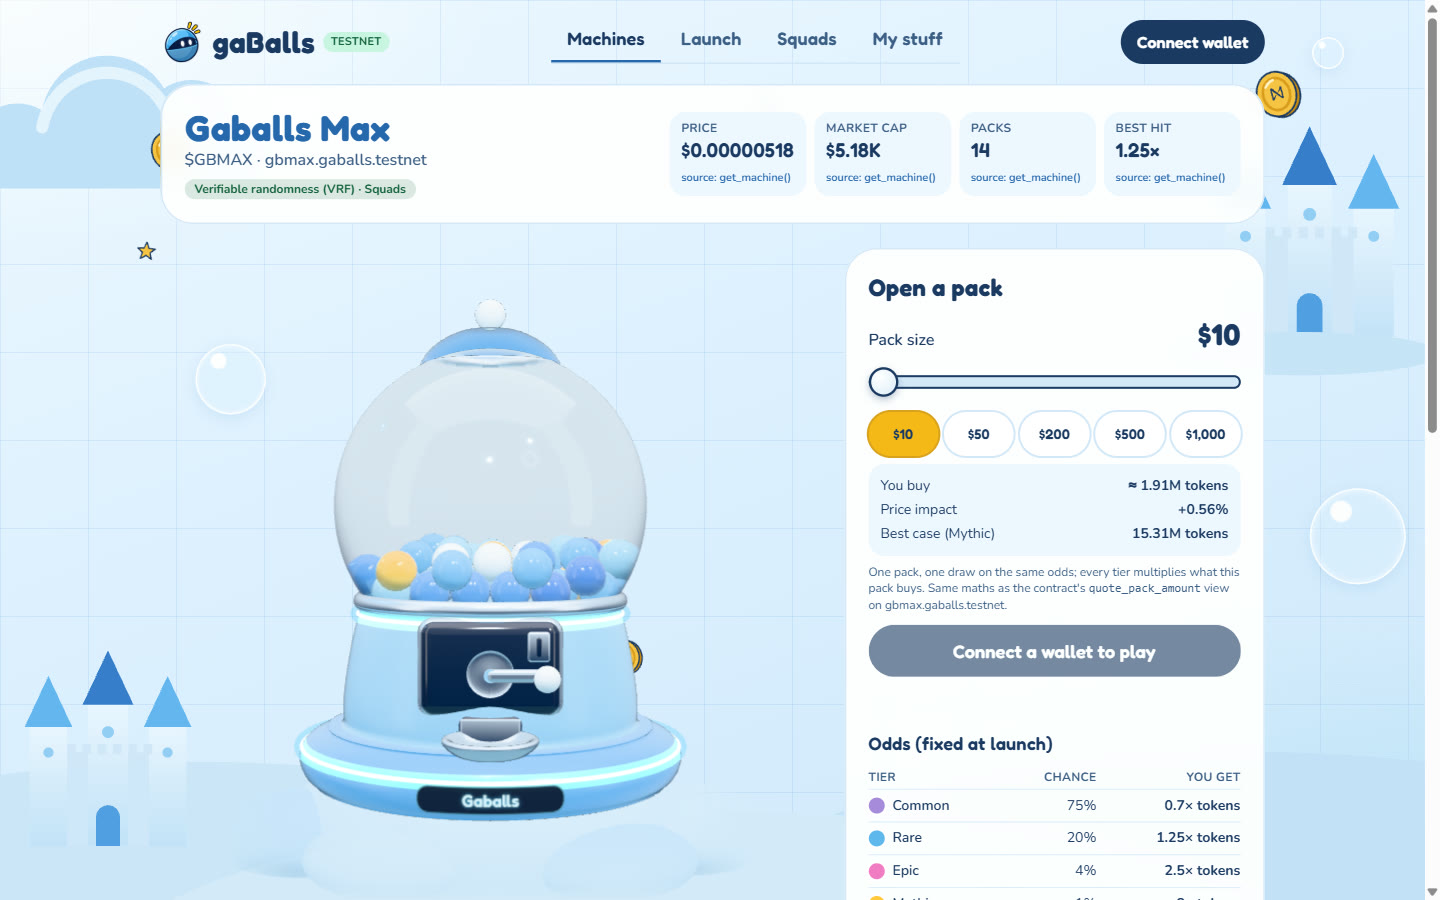 gaBalls TESTNET
Machines Launch Squads My stuff
Connect wallet
Gaballs Max
$GBMAX · gbmax.gaballs.testnet
Verifiable randomness (VRF) · Squads
PRICE
$0.00000518
source: get_machine()
MARKET CAP
$5.18K
source: get_machine()
PACKS
14
source: get_machine()
BEST HIT
1.25×
source: get_machine()
Gaballs
Open a pack
Pack size $10
$10 $50 $200 $500 $1,000
You buy ≈ 1.91M tokens
Price impact +0.56%
Best case (Mythic) 15.31M tokens
One pack, one draw on the same odds; every tier multiplies what this
pack buys. Same maths as the contract's quote_pack_amount view
on gbmax.gaballs.testnet.
Connect a wallet to play
Odds (fixed at launch)
TIER CHANCE YOU GET
Common 75% 0.7× tokens
Rare 20% 1.25× tokens
Epic 4% 2.5× tokens